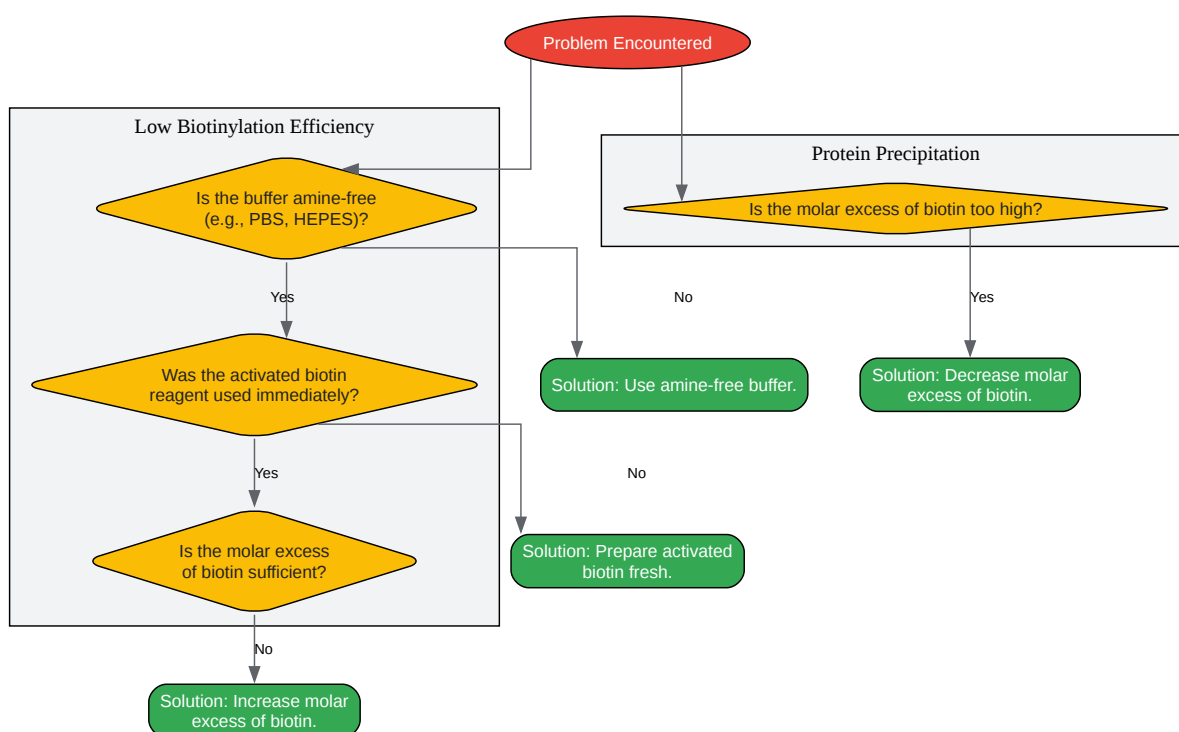 Problem Encountered
Low Biotinylation Efficiency
Protein Precipitation
Is the buffer amine-free
(e.g., PBS, HEPES)?
Is the molar excess of biotin too high?
Yes
No
Yes
Was the activated biotin
reagent used immediately?
Solution: Use amine-free buffer.
Solution: Decrease molar
excess of biotin.
Yes
No
Is the molar excess
of biotin sufficient?
Solution: Prepare activated
biotin fresh.
No
Solution: Increase molar
excess of biotin.